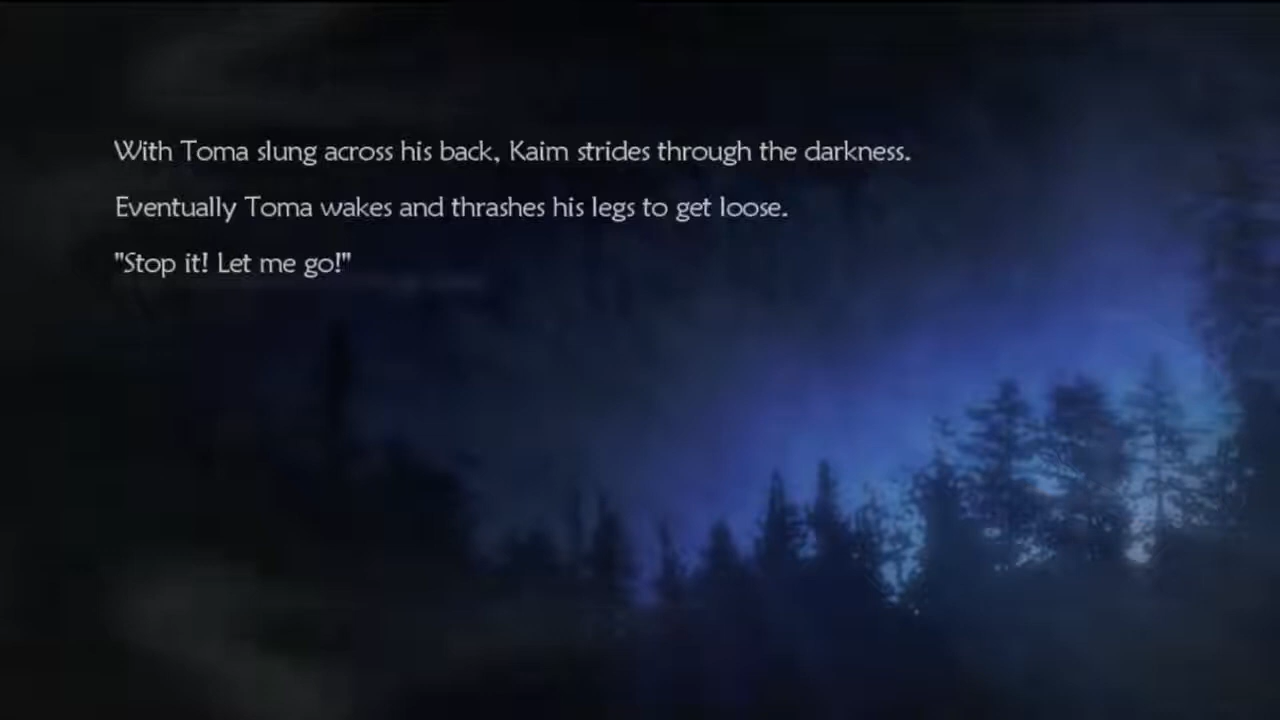 With Toma slung across his back, Kaim strides through the darkness.
Eventually Toma wakes and thrashes his legs to get loose.
"Stop it! Let me go!"